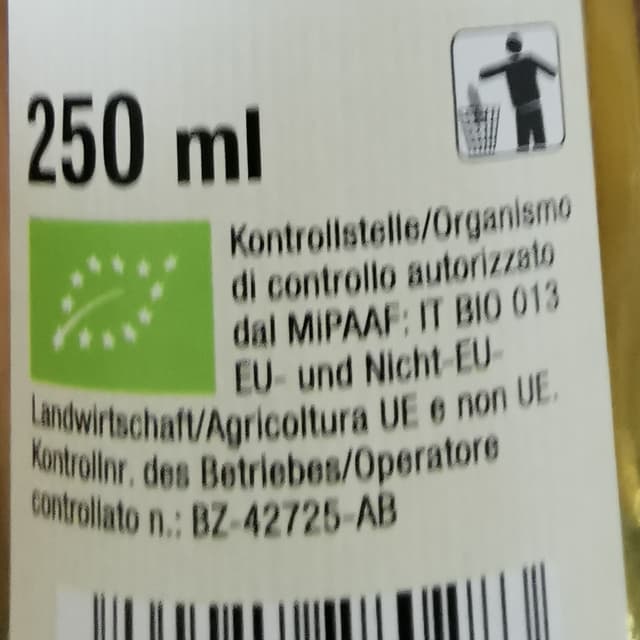 250 ml
Kontrollstelle/Organismo
di controllo autorizzato
dal MiPAAF: IT BIO 013
EU- und Nicht-EU-
Landwirtschaft/Agricoltura UE e non UE.
Kontrollnr. des Betriebes/Operatore
controllato n.: BZ-42725-AB